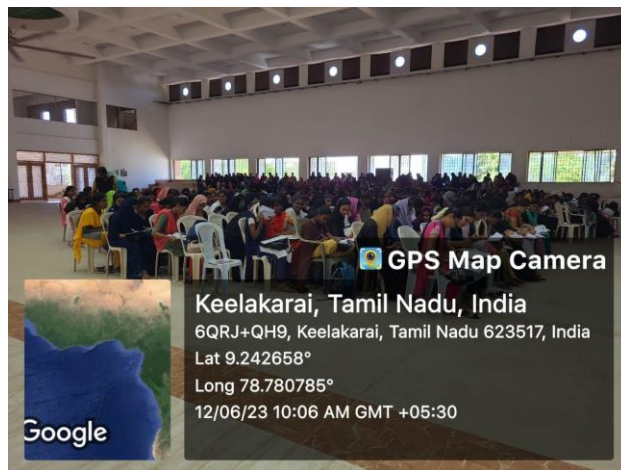 GPS Map Camera
Keelakarai, Tamil Nadu, India
6QRJ+QH9, Keelakarai, Tamil Nadu 623517, India
Lat 9.242658°
Long 78.780785°
12/06/23 10:06 AM GMT +05:30
Google